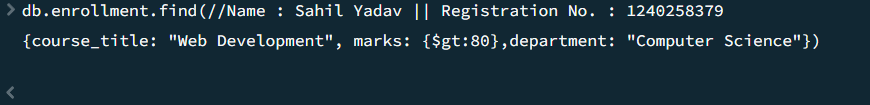 db.enrollment.find(//Name : Sahil Yadav || Registration No. : 1240258379
{course_title: "Web Development", marks: {$gt:80},department: "Computer Science"})